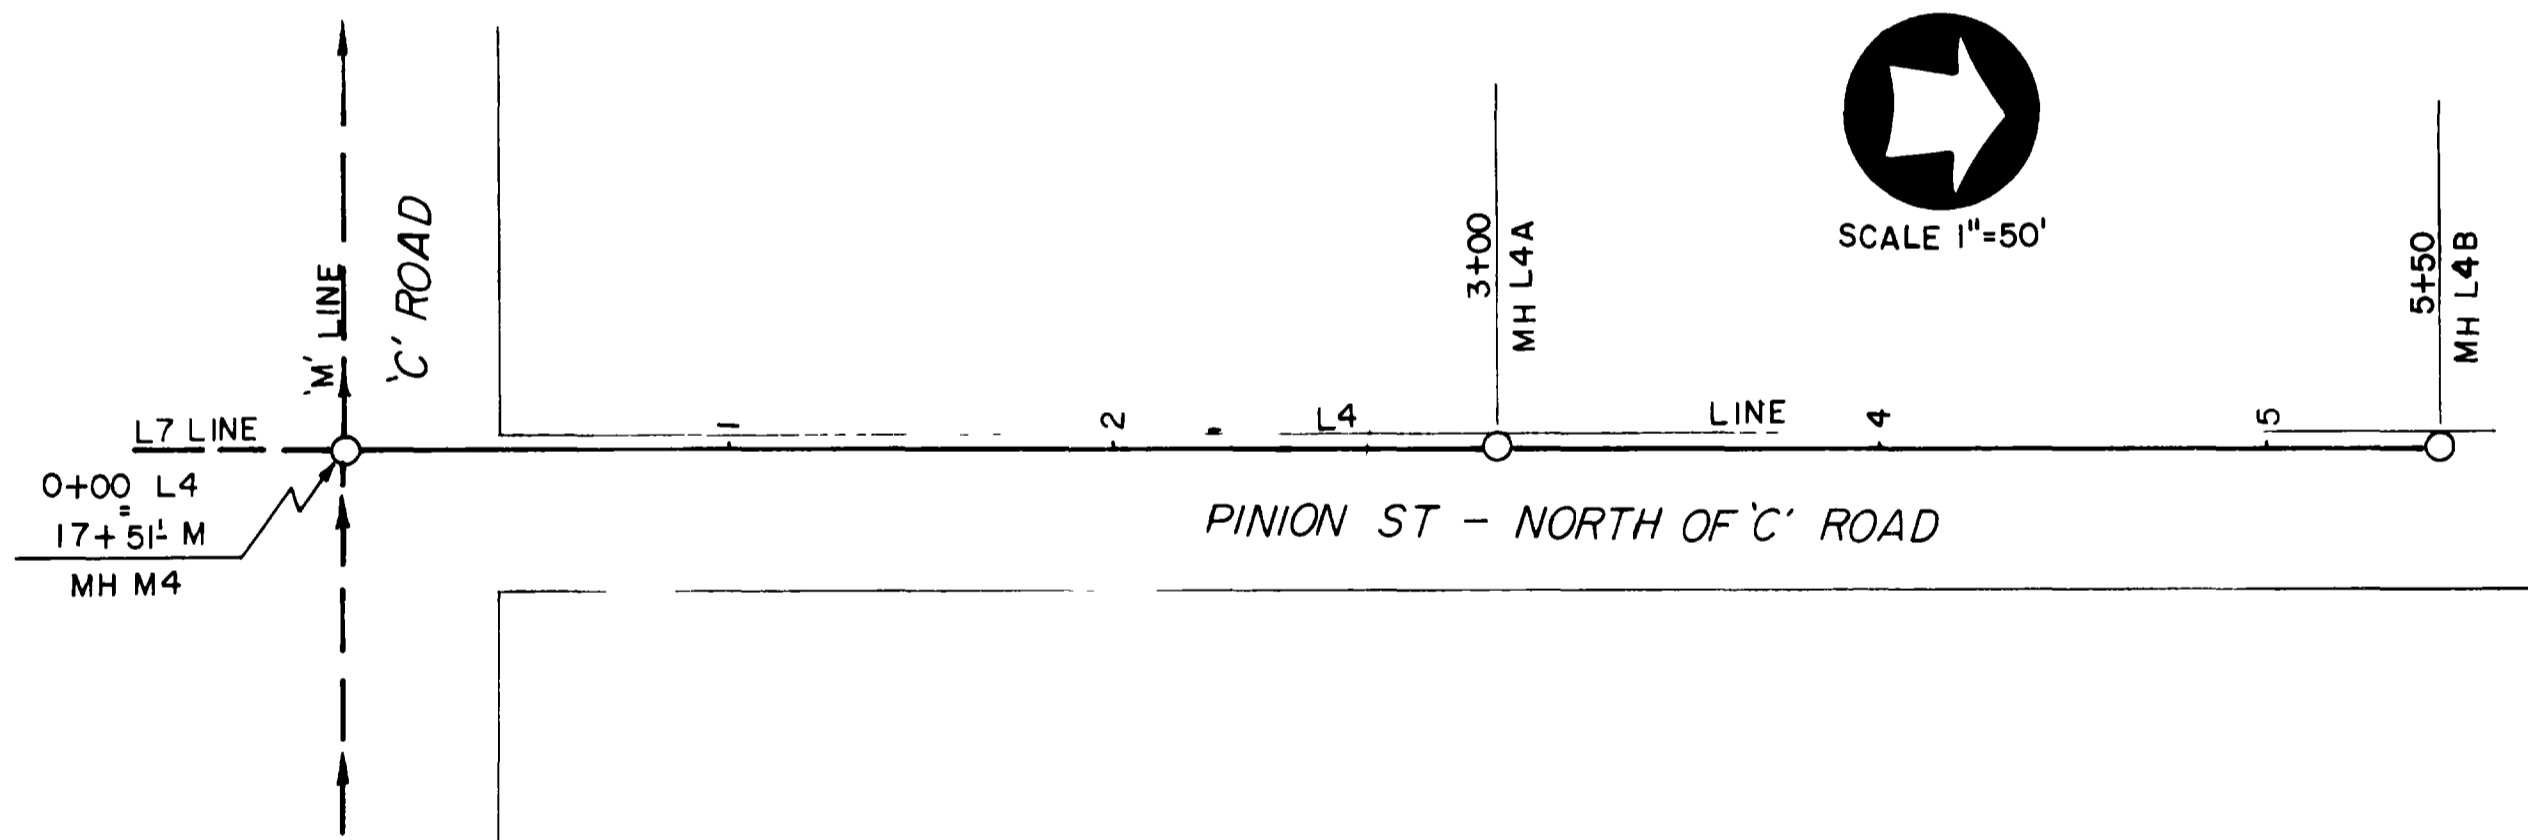 'M' LINE
'C' ROAD
L7 LINE
0+00 L4
=
17+51' M
MH M4
1
2
- L4 LINE
3+00
MH L4A
4
5
5+50
MH L4B
SCALE 1"=50'
PINION ST - NORTH OF 'C' ROAD